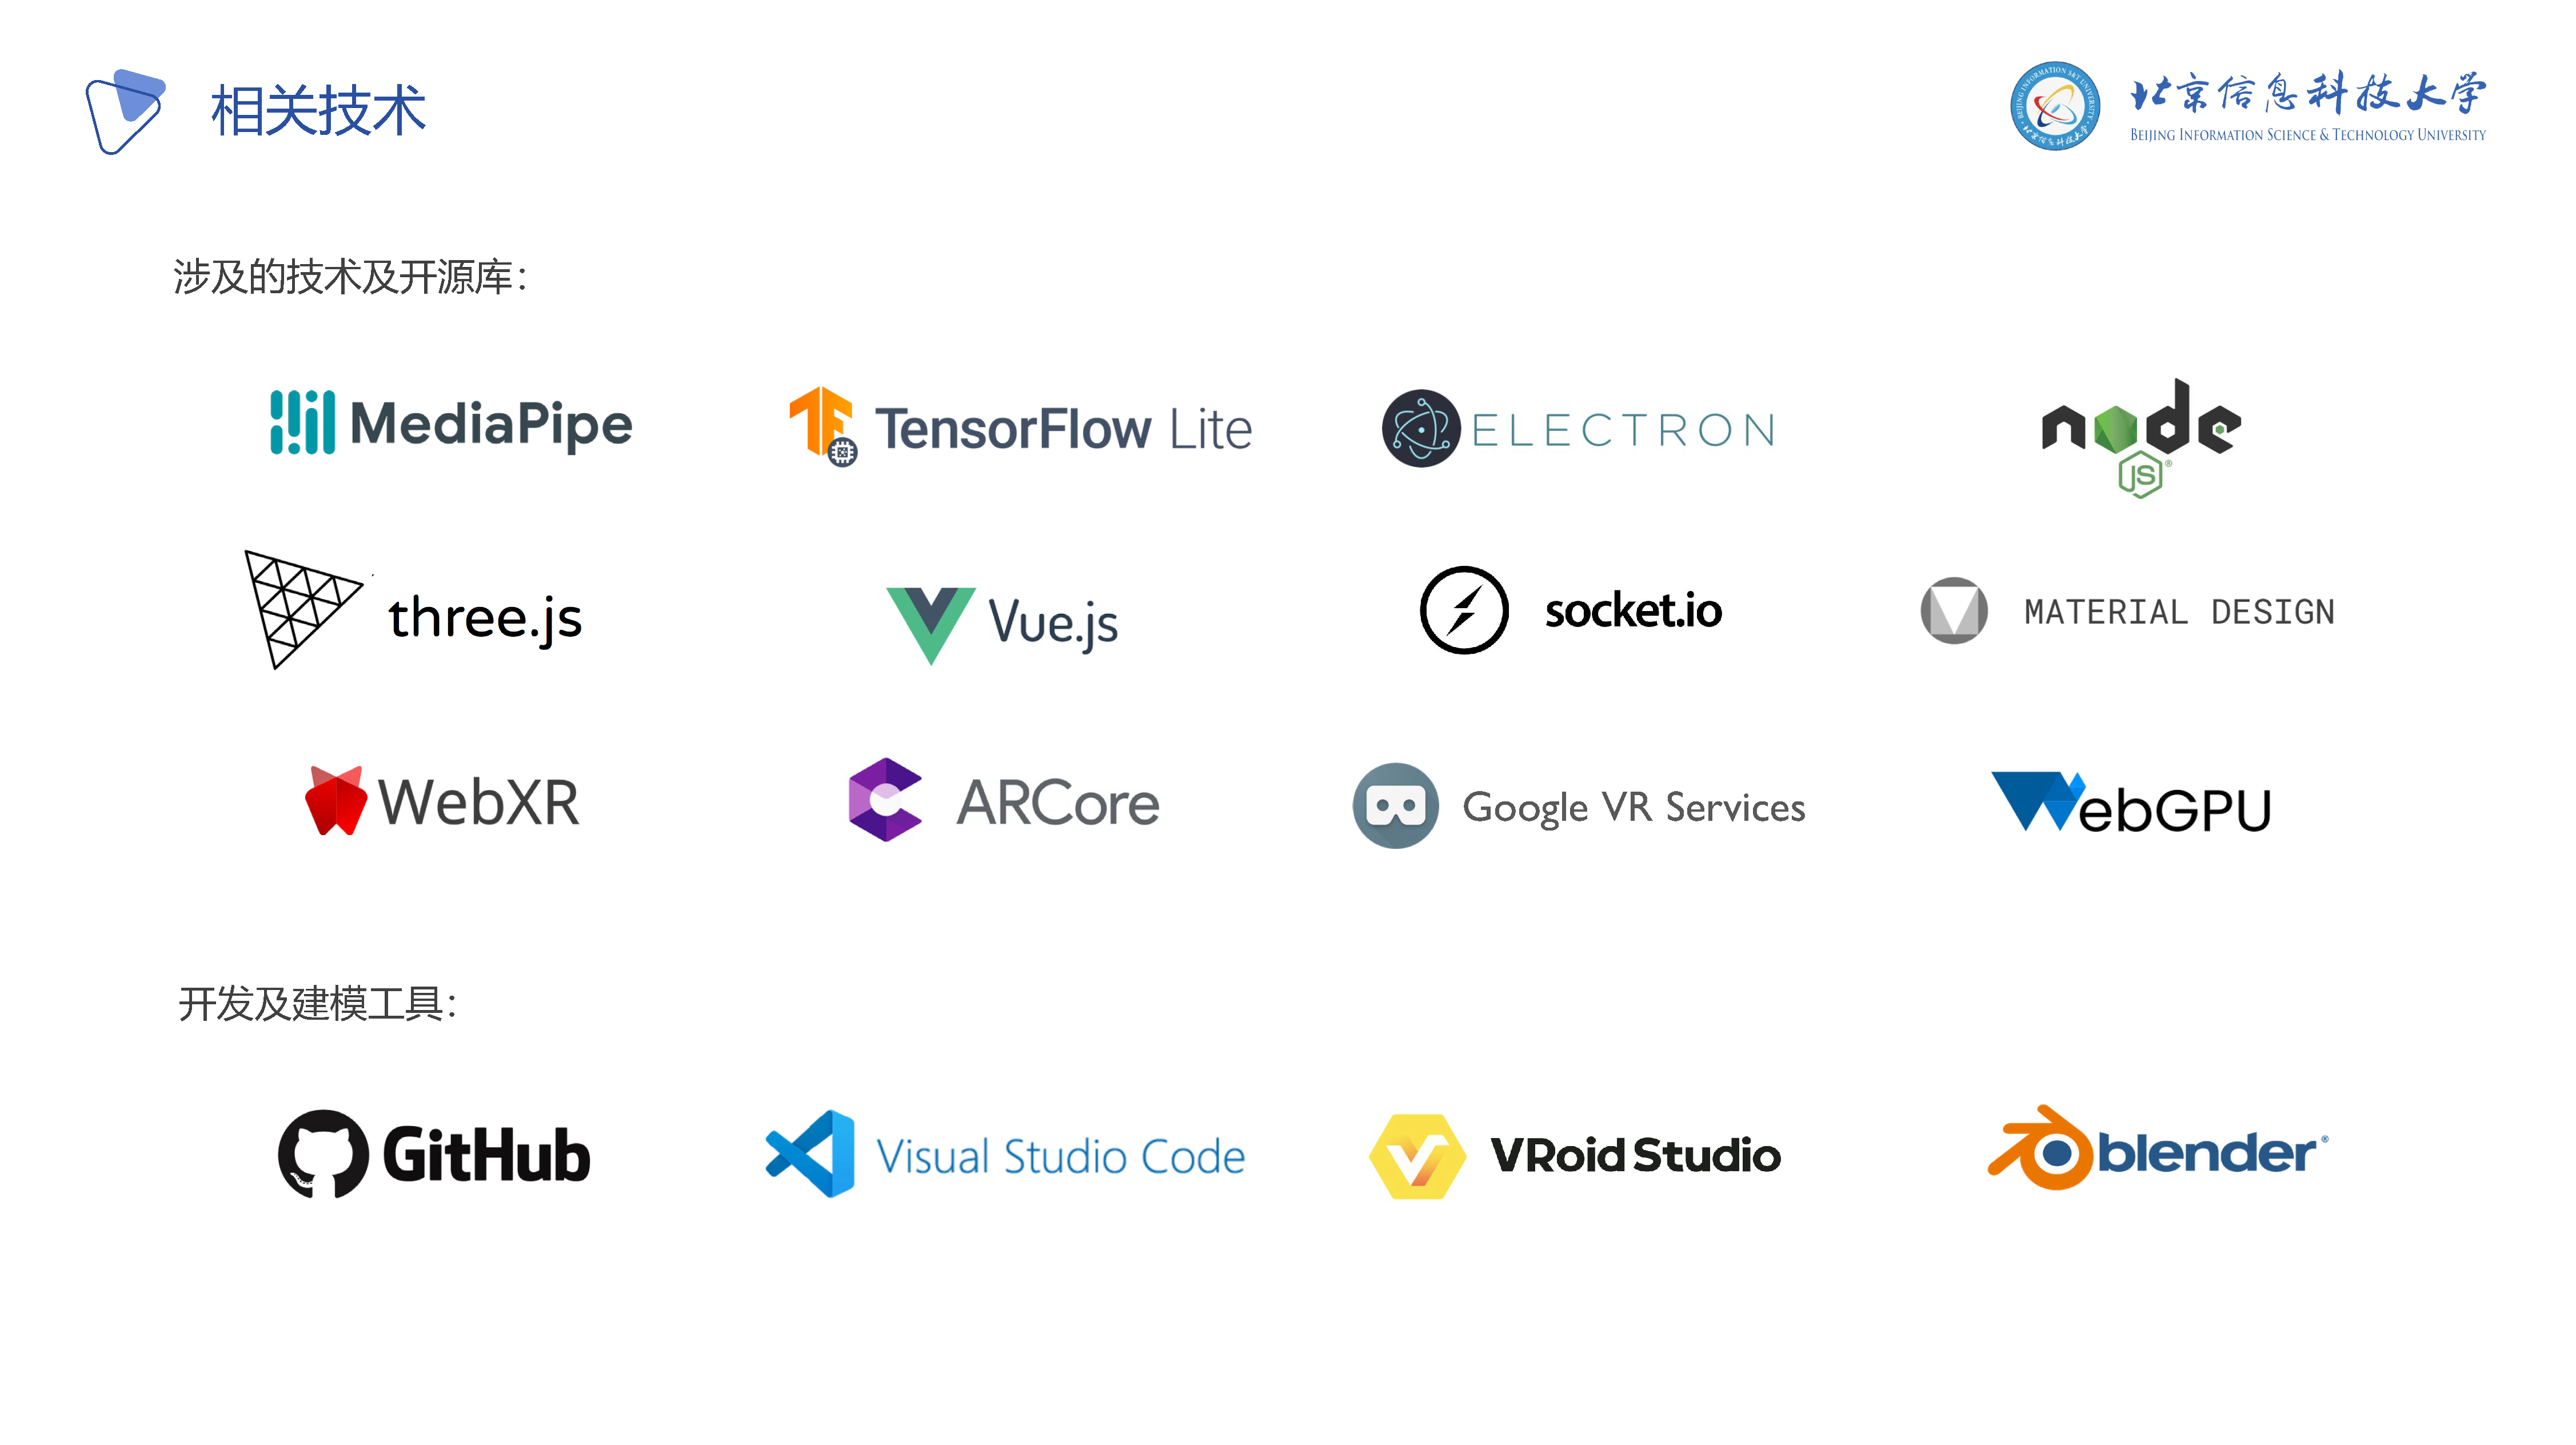 相关技术
北京信息科技大学
BEIJING INFORMATION SCIENCE & TECHNOLOGY UNIVERSITY
涉及的技术及开源库：
MediaPipe
TensorFlow Lite
ELECTRON
node
JS®
three.js
Vue.js
socket.io
MATERIAL DESIGN
WebXR
ARCore
Google VR Services
WebGPU
开发及建模工具：
GitHub
Visual Studio Code
VRoid Studio
blender®